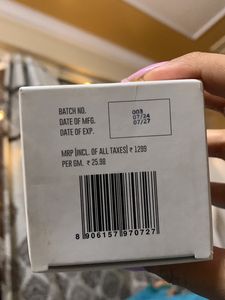 BATCH NO. 003
DATE OF MFG. 07/24
DATE OF EXP. 07/27
MRP (INCL. OF ALL TAXES) ₹ 1299
PER GM. ₹ 25.98
8 906157 970727